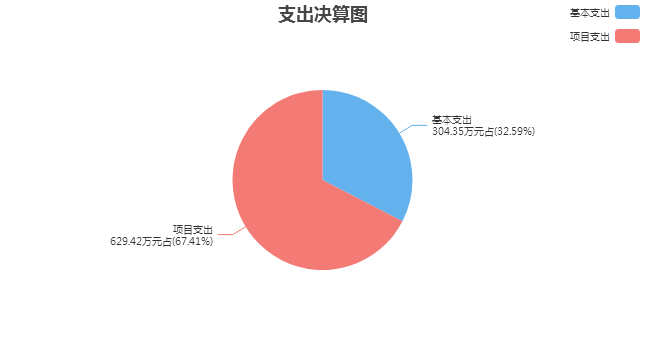 支出决算图
基本支出
项目支出
基本支出
304.35万元占(32.59%)
项目支出
629.42万元占(67.41%)